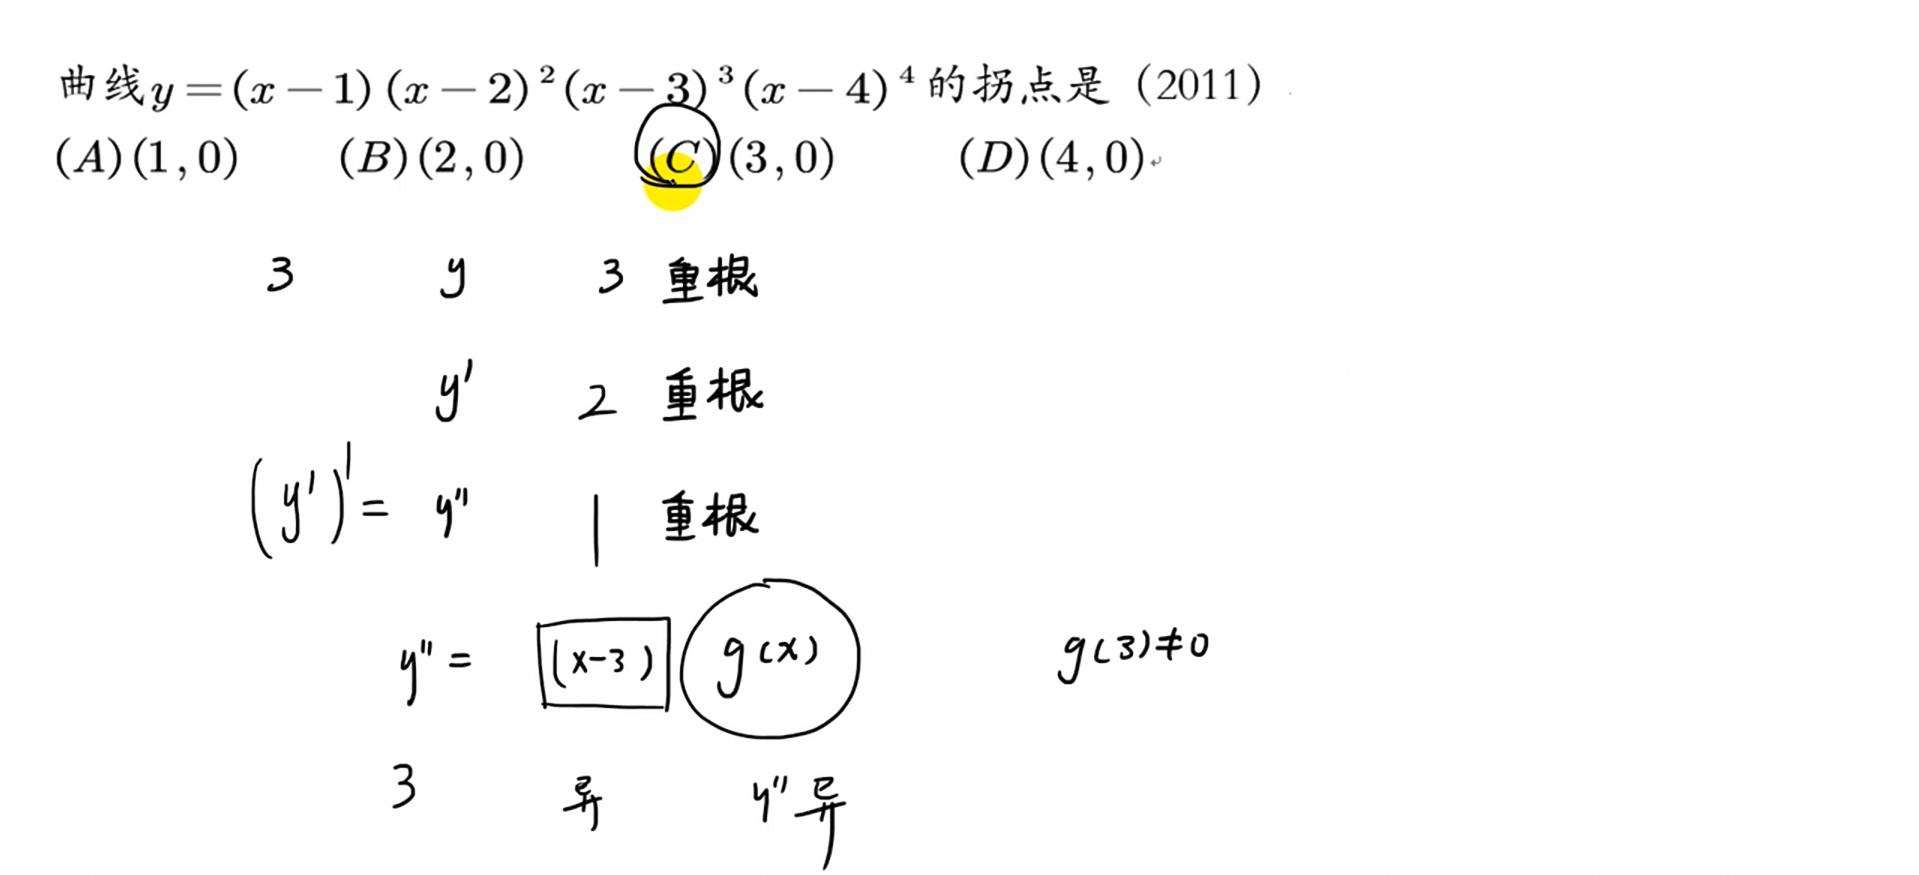 曲线y=(x-1)(x-2)²(x-3)³(x-4)⁴的拐点是 (2011)
(A)(1,0) (B)(2,0) (C)(3,0) (D)(4,0)
3 y 3 重根
y' 2 重根
(y')'= y'' 1 重根
y''= (x-3) g(x) g(3)≠0
3 异 y''异